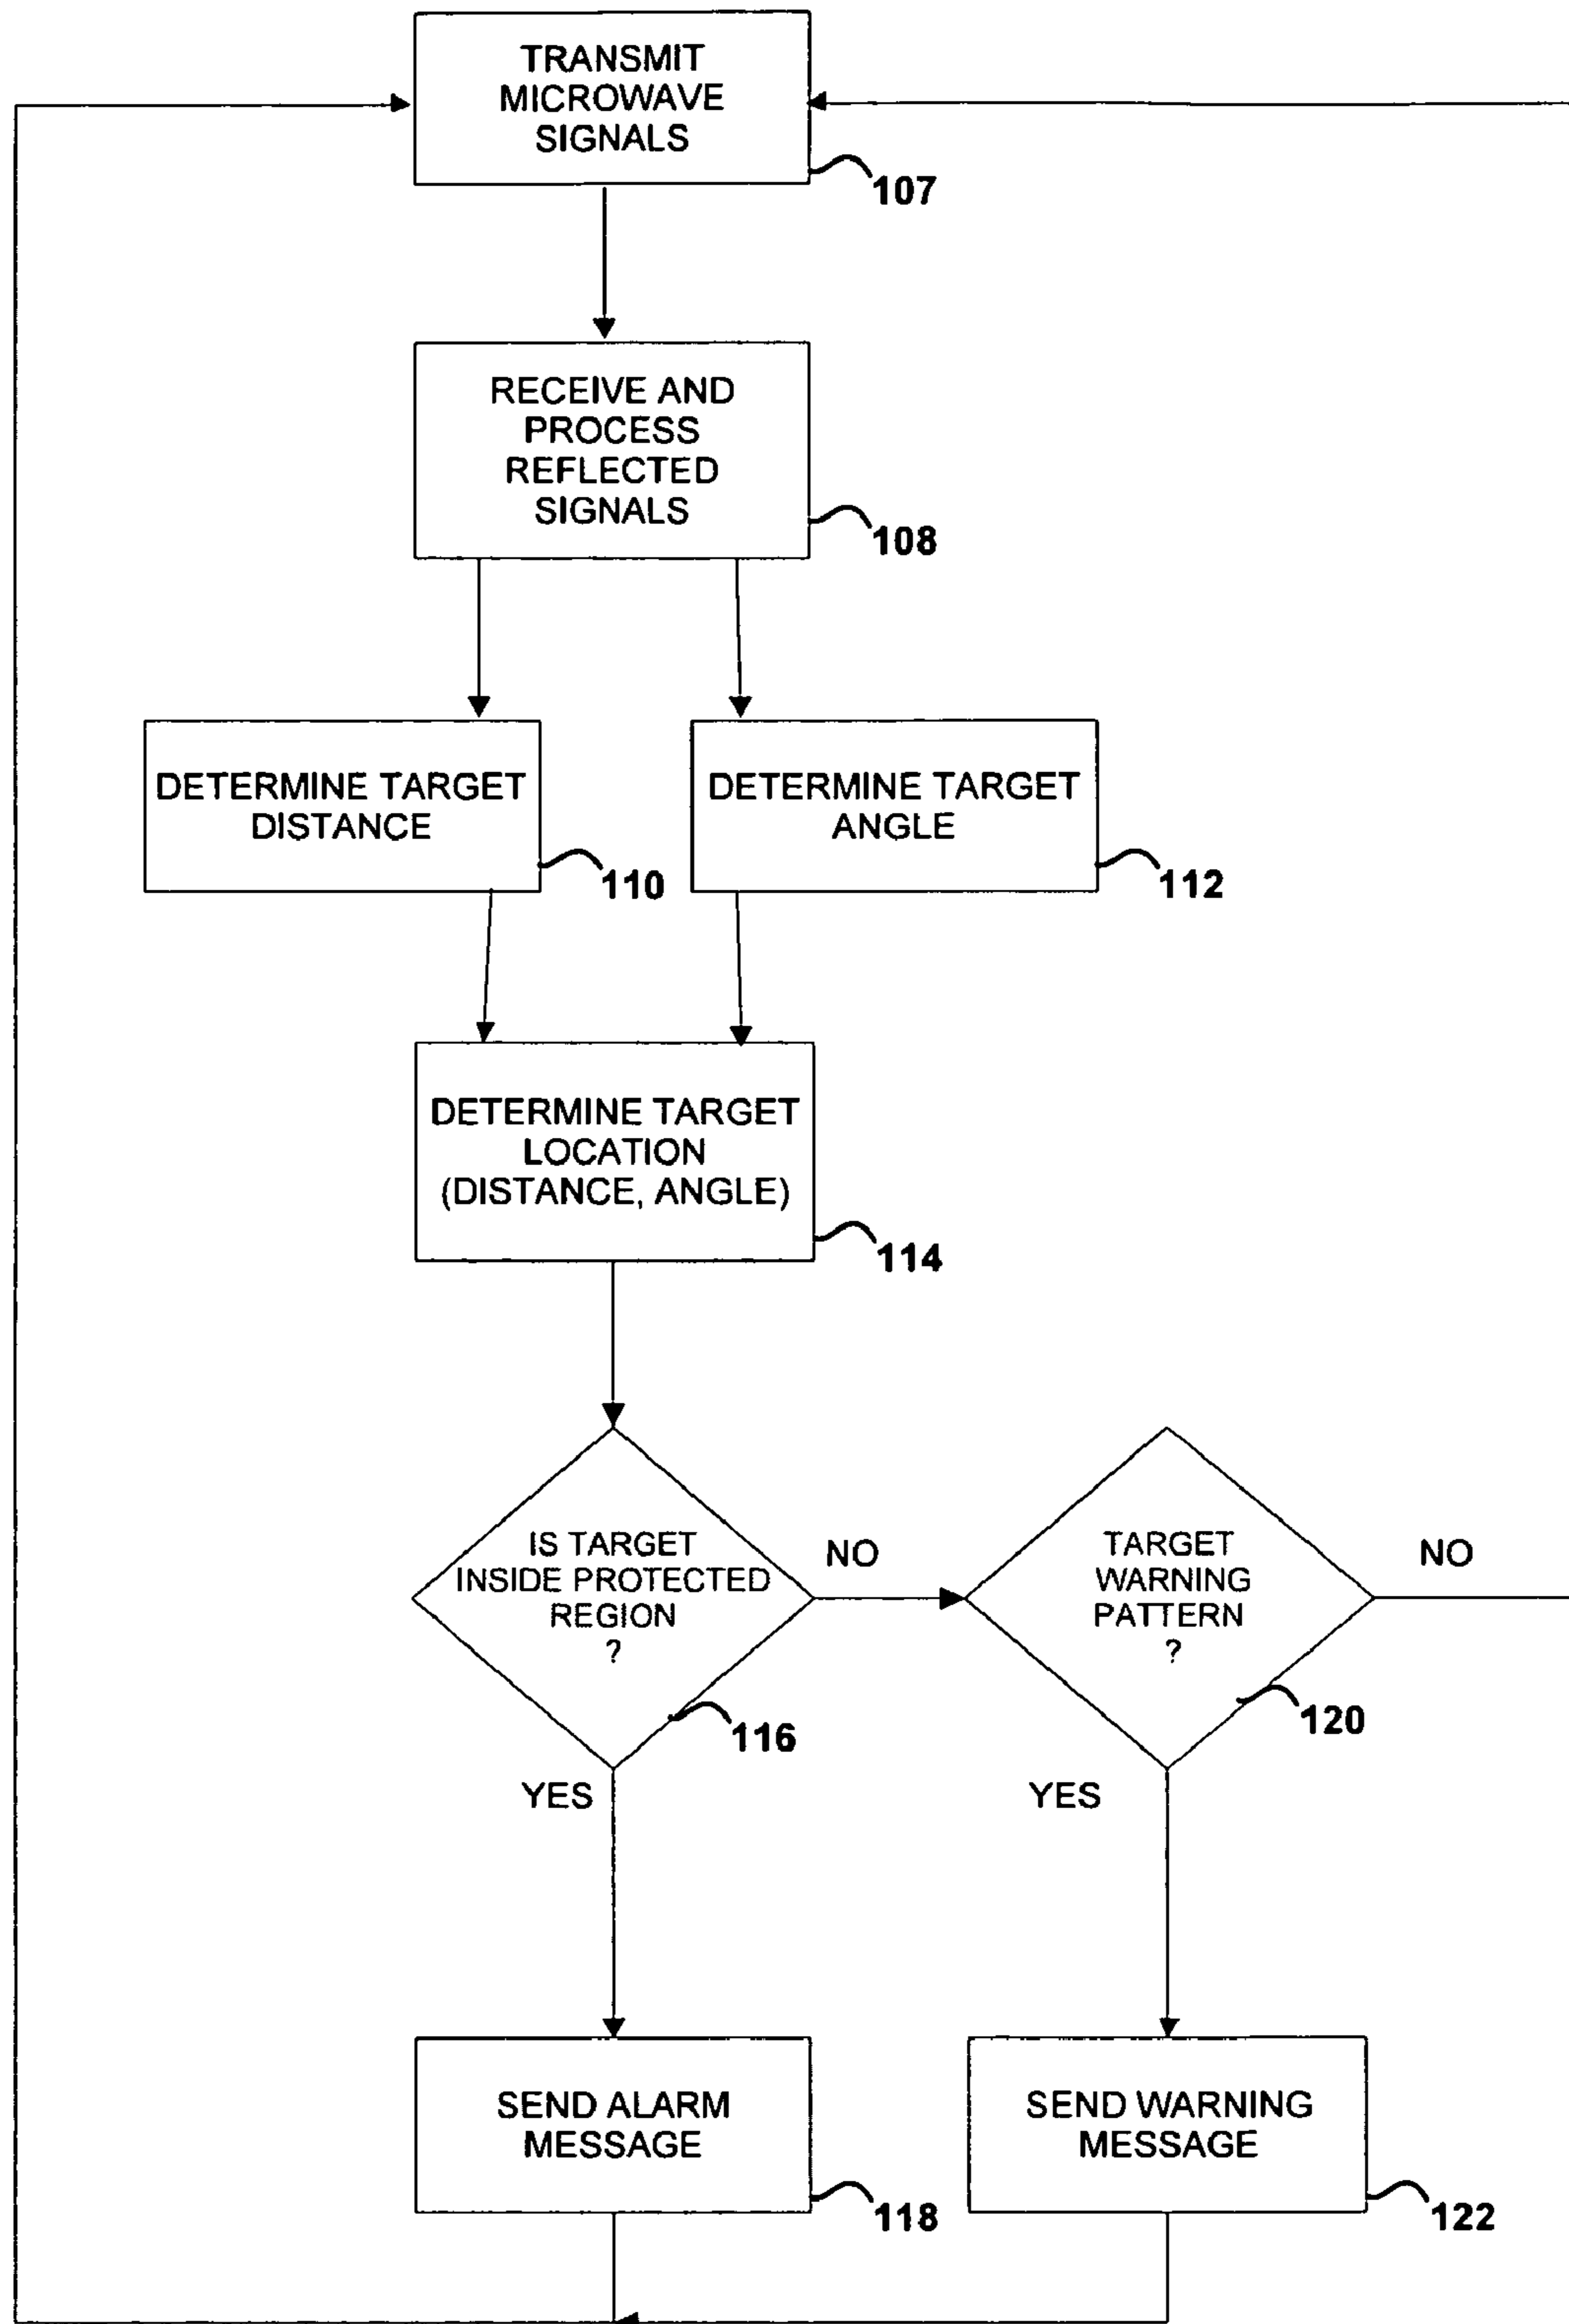 TRANSMIT
MICROWAVE
SIGNALS
107
RECEIVE AND
PROCESS
REFLECTED
SIGNALS
108
DETERMINE TARGET
DISTANCE
110
DETERMINE TARGET
ANGLE
112
DETERMINE TARGET
LOCATION
(DISTANCE, ANGLE)
114
IS TARGET
INSIDE PROTECTED
REGION
?
116
NO
TARGET
WARNING
PATTERN
?
120
NO
YES
YES
SEND ALARM
MESSAGE
118
SEND WARNING
MESSAGE
122